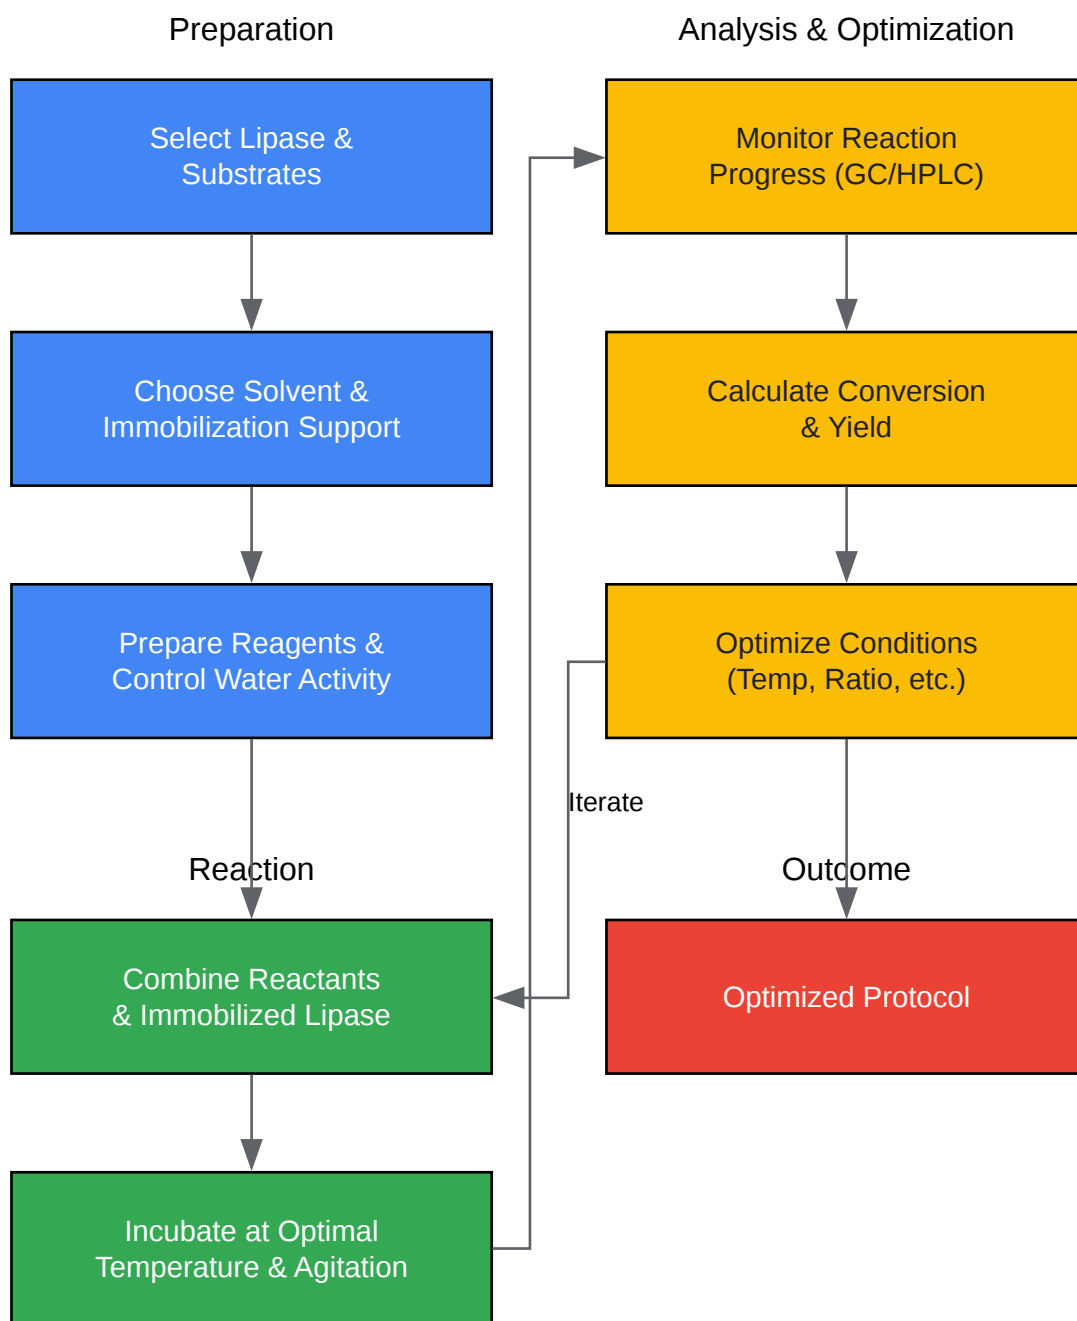 Preparation
Select Lipase &
Substrates
Choose Solvent &
Immobilization Support
Prepare Reagents &
Control Water Activity
Reaction
Combine Reactants
& Immobilized Lipase
Incubate at Optimal
Temperature & Agitation
Analysis & Optimization
Monitor Reaction
Progress (GC/HPLC)
Calculate Conversion
& Yield
Optimize Conditions
(Temp, Ratio, etc.)
Iterate
Outcome
Optimized Protocol